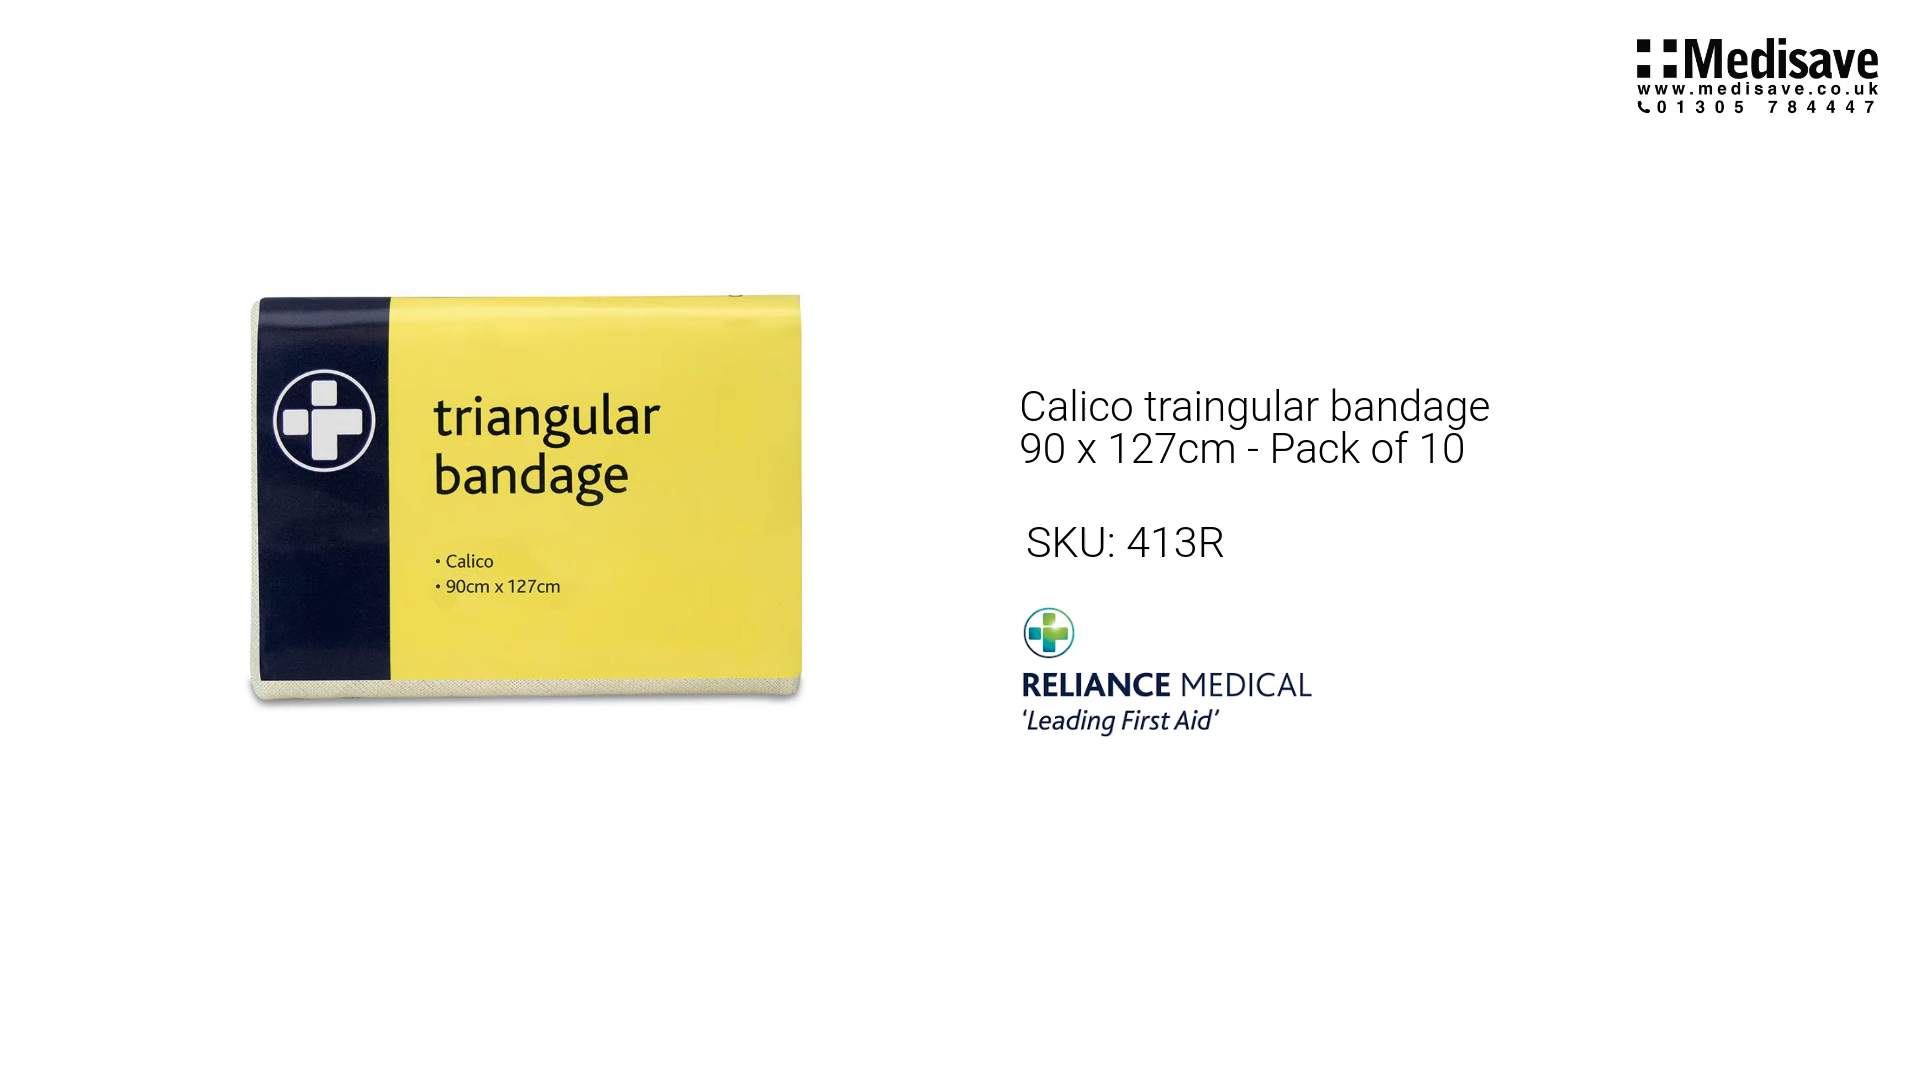 Medisave
www.medisave.co.uk
01305 784447
triangular
bandage
• Calico
• 90cm x 127cm
Calico traingular bandage
90 x 127cm - Pack of 10
SKU: 413R
RELIANCE MEDICAL
‘Leading First Aid’